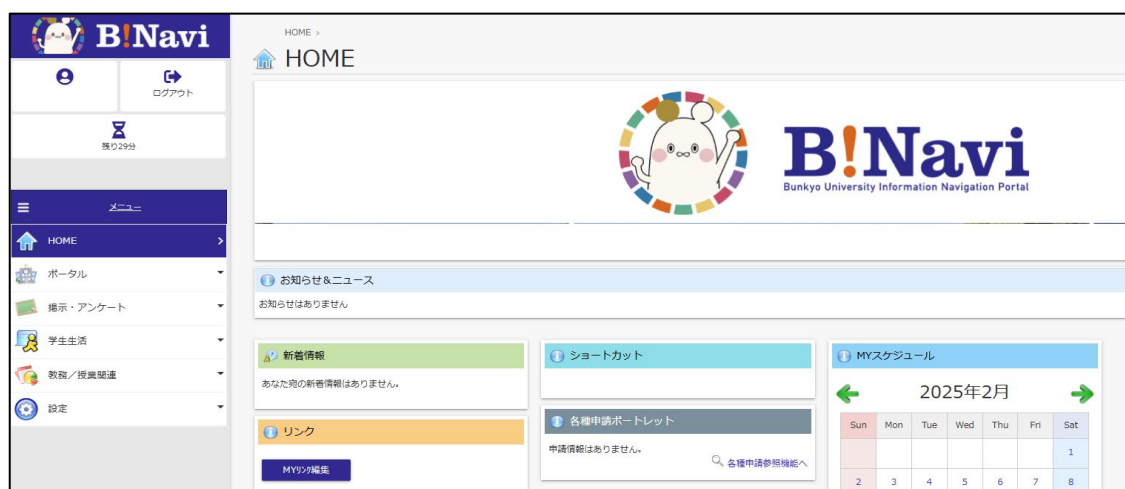 B!Navi
ログアウト
残り29分
メニュー
HOME
ポータル
掲示・アンケート
学生生活
教務／授業関連
設定
HOME >
HOME
B!Navi
Bunkyo University Information Navigation Portal
お知らせ&ニュース
お知らせはありません
新着情報
あなた宛の新着情報はありません。
リンク
MYリンク編集
ショートカット
各種申請ポートレット
申請情報はありません。
各種申請参照機能へ
MYスケジュール
2025年2月
Sun Mon Tue Wed Thu Fri Sat
1
2 3 4 5 6 7 8